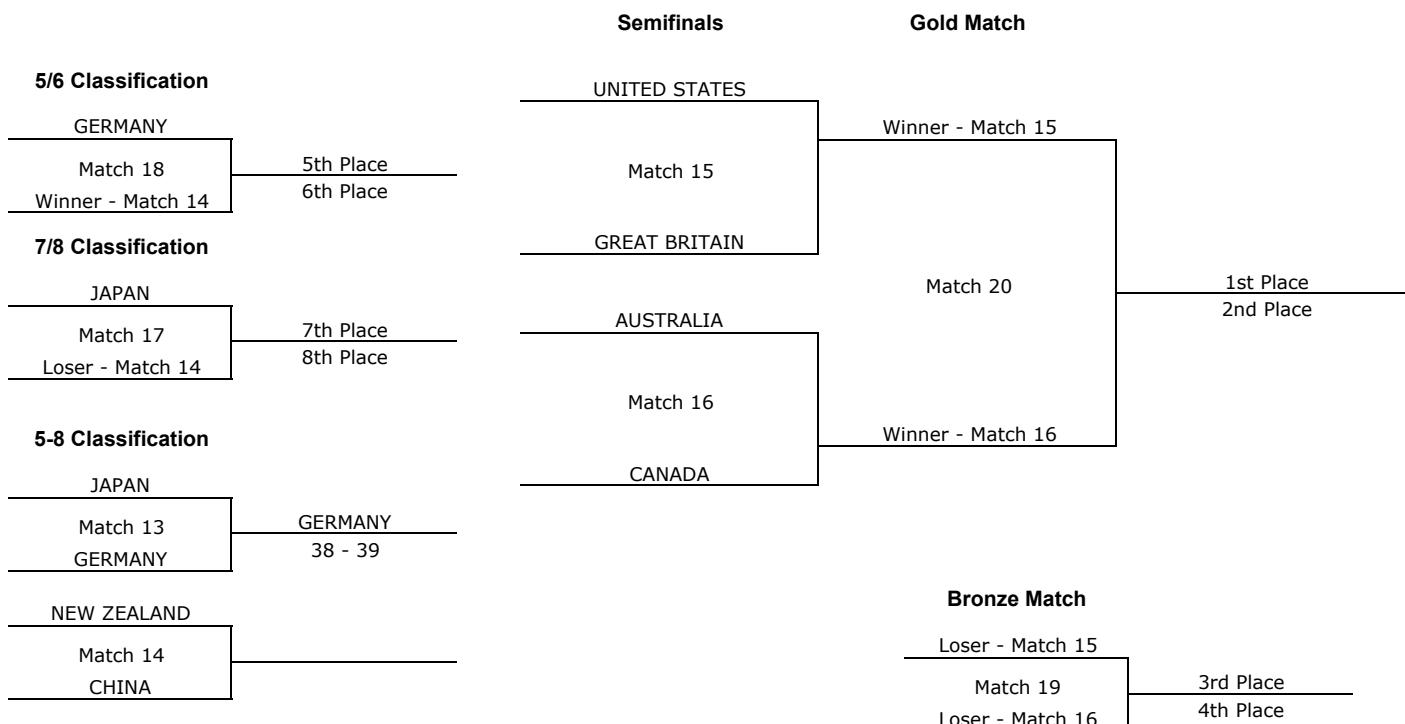 Semifinals
Gold Match
5/6 Classification
GERMANY
Match 18
Winner - Match 14
5th Place
6th Place
7/8 Classification
JAPAN
Match 17
Loser - Match 14
7th Place
8th Place
5-8 Classification
JAPAN
Match 13
GERMANY
GERMANY
38 - 39
NEW ZEALAND
Match 14
CHINA
UNITED STATES
Match 15
GREAT BRITAIN
AUSTRALIA
Match 16
CANADA
Winner - Match 15
Match 20
Winner - Match 16
1st Place
2nd Place
Bronze Match
Loser - Match 15
Match 19
Loser - Match 16
3rd Place
4th Place